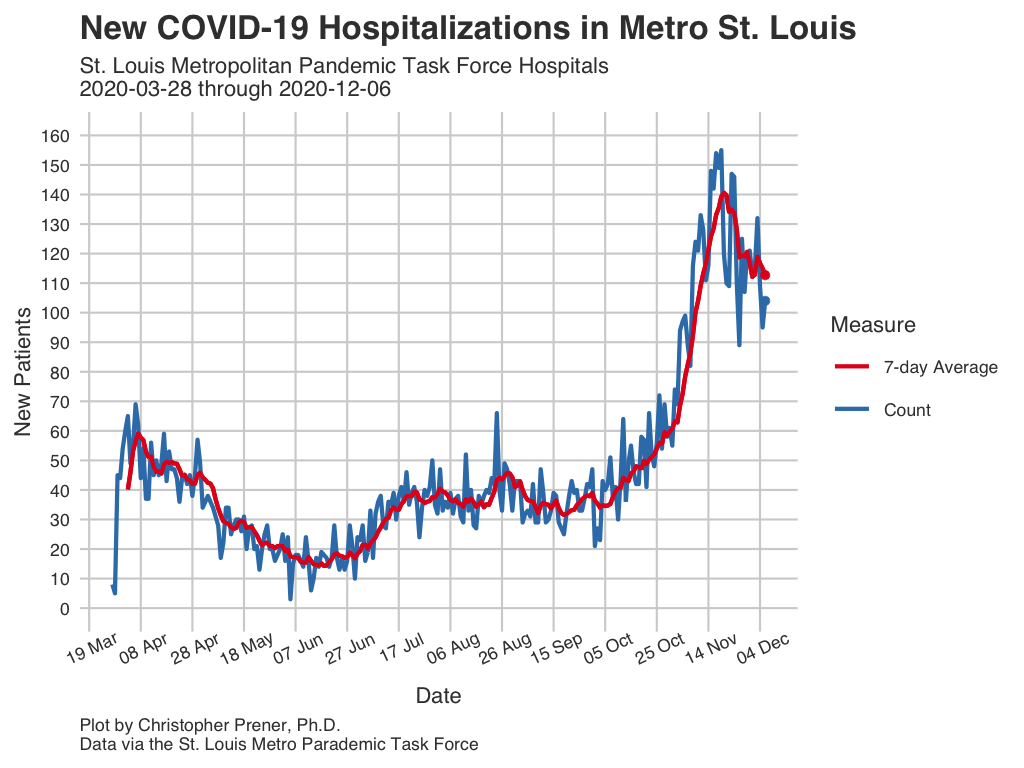 New COVID-19 Hospitalizations in Metro St. Louis
St. Louis Metropolitan Pandemic Task Force Hospitals
2020-03-28 through 2020-12-06
160
150
140
130
120
110
100
90
80
70
60
50
40
30
20
10
0
New Patients
19 Mar
08 Apr
28 Apr
18 May
07 Jun
27 Jun
17 Jul
06 Aug
26 Aug
15 Sep
05 Oct
25 Oct
14 Nov
04 Dec
Date
Measure
7-day Average
Count
Plot by Christopher Prener, Ph.D.
Data via the St. Louis Metro Parademic Task Force